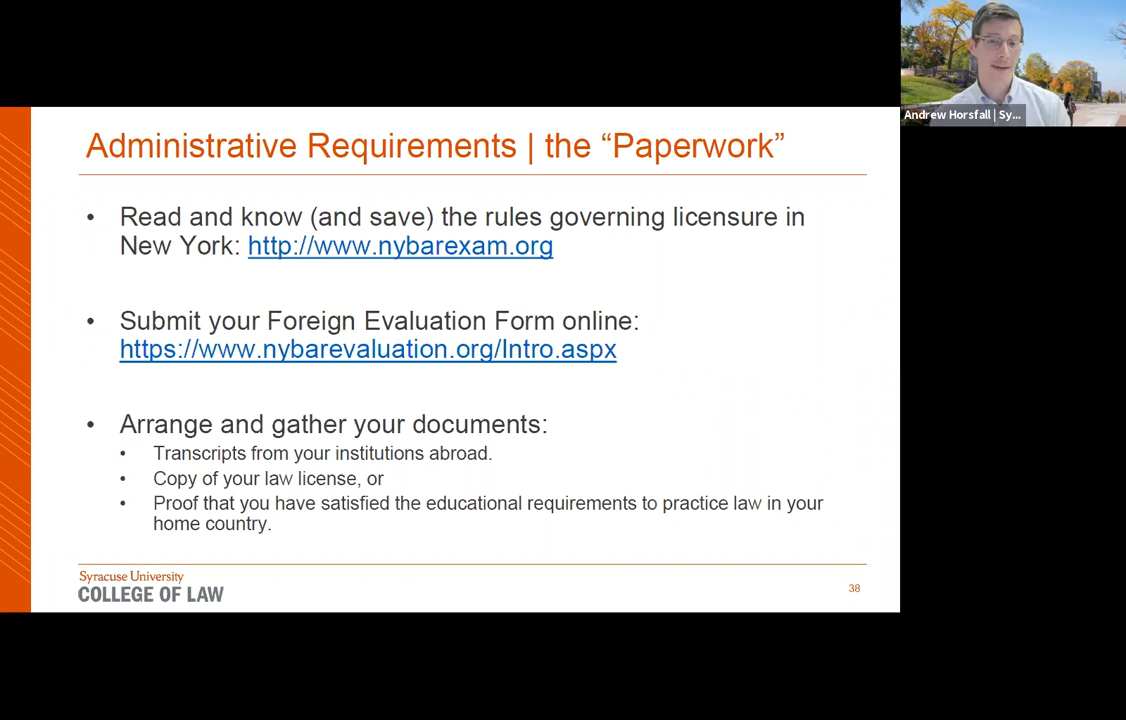 Andrew Horsfall | Sy...
Administrative Requirements | the “Paperwork”
• Read and know (and save) the rules governing licensure in
New York: http://www.nybarexam.org
• Submit your Foreign Evaluation Form online:
https://www.nybarevaluation.org/Intro.aspx
• Arrange and gather your documents:
• Transcripts from your institutions abroad.
• Copy of your law license, or
• Proof that you have satisfied the educational requirements to practice law in your
home country.
Syracuse University
COLLEGE OF LAW
38